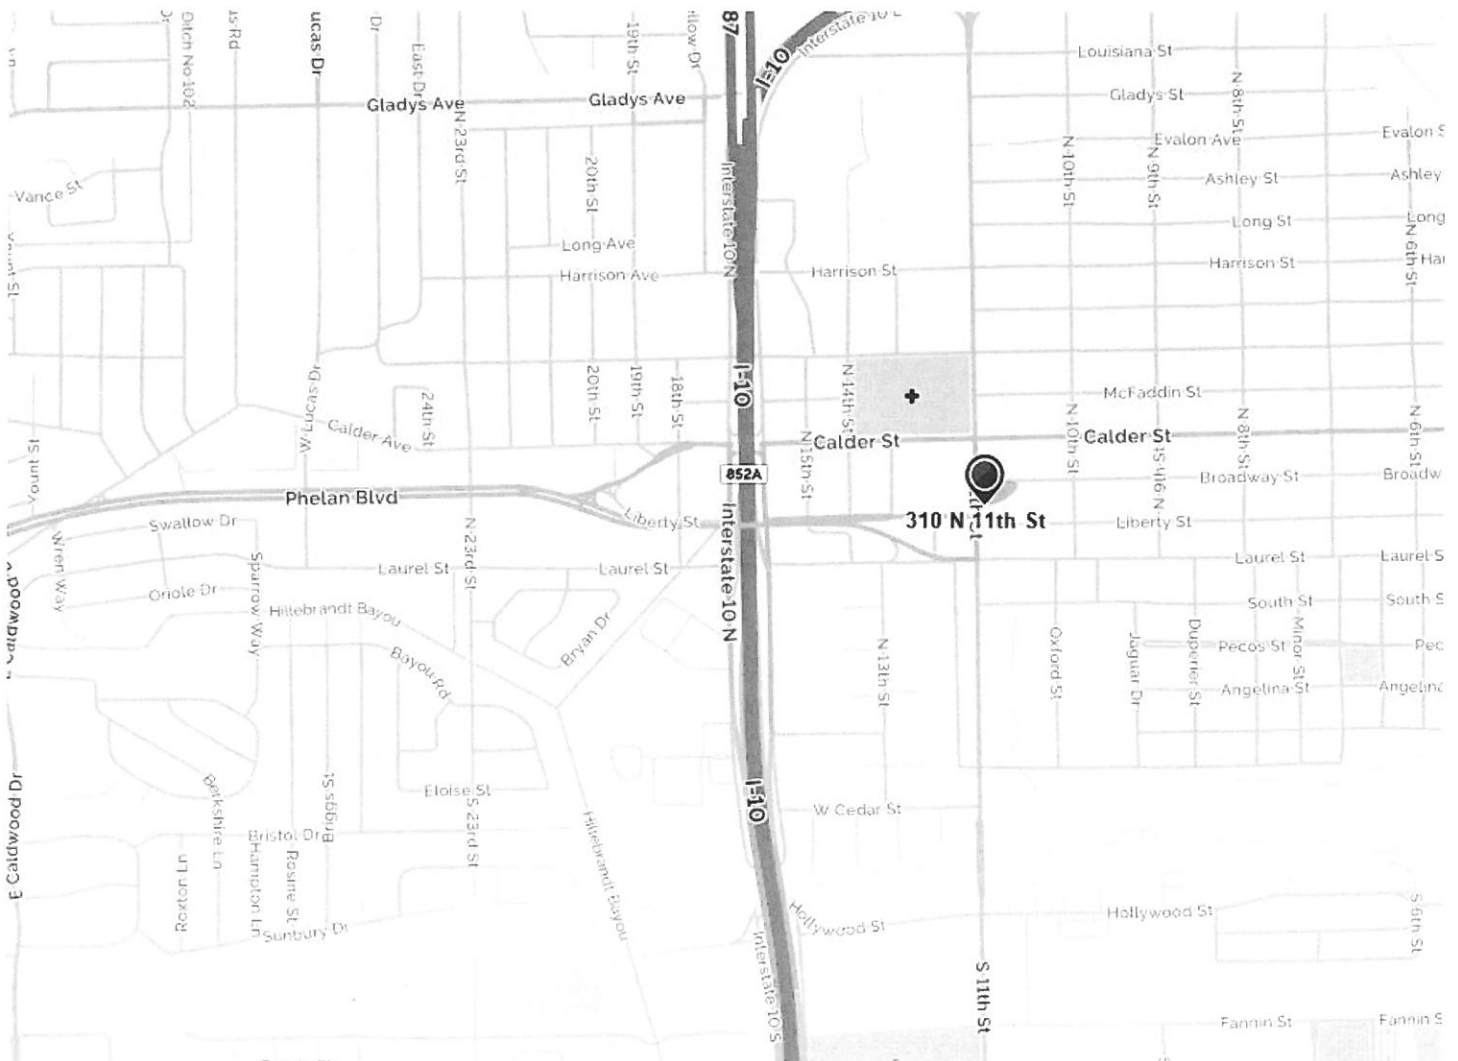 Ditch No 102
ucas Dr
Dr
East Dr
19th St
87
Interstate 10 E
I-10
Louisiana St
Gladys Ave
Gladys Ave
Gladys St
N 8th St
N 23rd St
Evalon Ave
Evalon S
N 10th St
N 9th St
Ashley St
Ashley
Vance St
20th St
Interstate 10 N
Long St
Long
Long Ave
N 6th St
Harrison Ave
Harrison St
Harrison St
Har
W Lucas Dr
20th St
19th St
18th St
I-10
N 14th St
McFaddin St
24th St
Calder Ave
Calder St
N 10th St
Calder St
N 8th St
N 6th St
N 15th St
852A
Broadway St
Broadw
N 9th St
Phelan Blvd
Swallow Dr
Liberty St
310 N 11th St
Liberty St
Wren Way
Sparrow Way
N 23rd St
Interstate 10 N
Laurel St
Laurel St
Laurel St
Laurel S
Oriole Dr
Hillebrandt Bayou
South St
South S
Bryan Dr
N 13th St
Oxford St
Jaguar Dr
Duperier St
Minor St
Pecos St
Pec
Bayou Rd
Angelina St
Angelina
E Caldwood Dr
Berkshire Ln
Briggs St
Eloise St
S 23rd St
I-10
W Cedar St
Bristol Dr
Hillebrandt Bayou
Roxton Ln
Hampton Ln
Rosine St
Sunbury Dr
Hollywood St
Hollywood St
S 6th St
Interstate 10 S
S 11th St
Fannin St
Fannin S